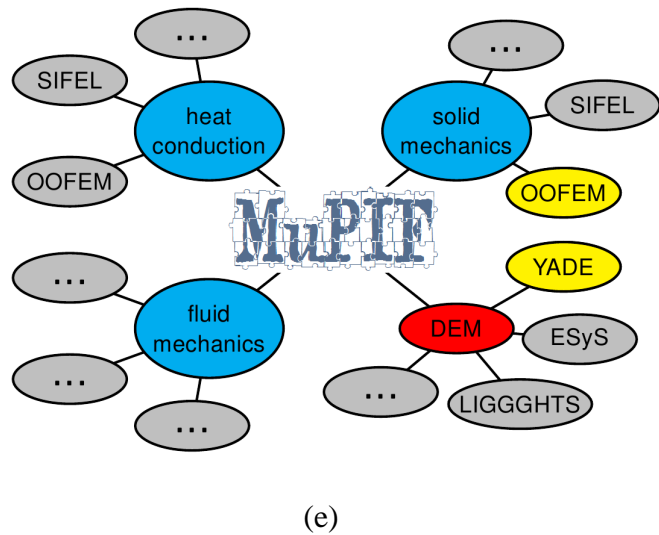 ...
SIFEL
heat
conduction
OOFEM
...
solid
mechanics
SIFEL
OOFEM
MuPIF
...
fluid
mechanics
...
...
YADE
DEM
ESyS
...
LIGGGHTS
(e)